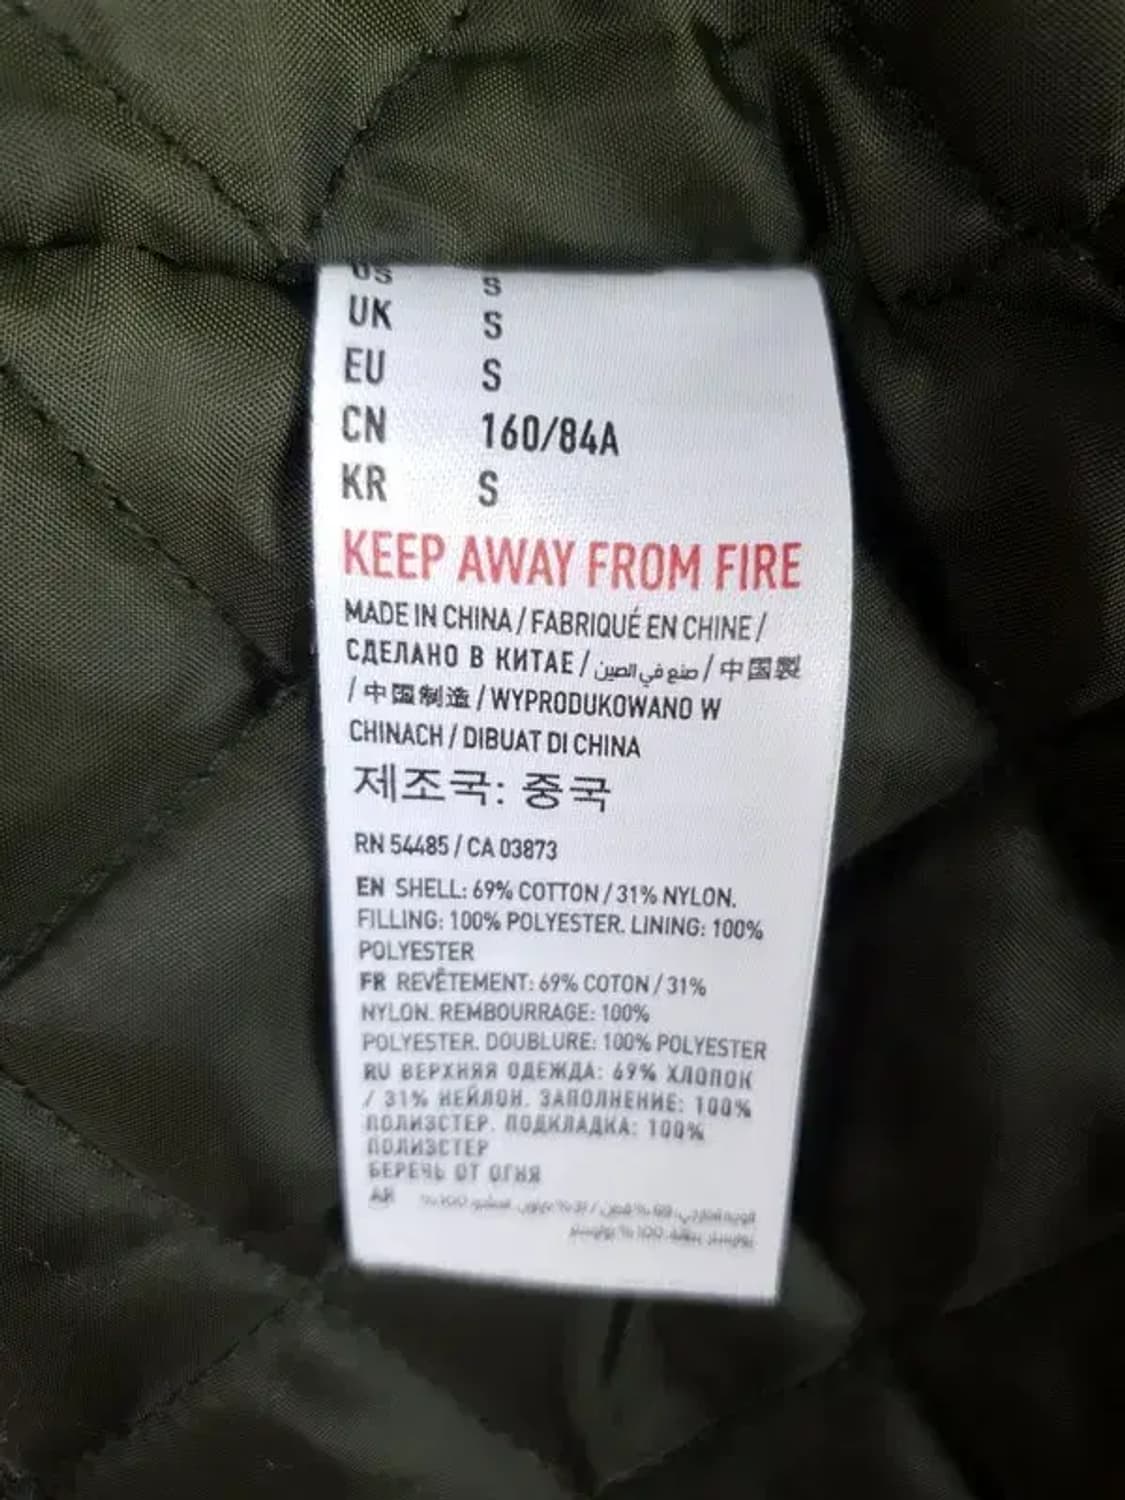 US S
UK S
EU S
CN 160/84A
KR S
KEEP AWAY FROM FIRE
MADE IN CHINA / FABRIQUÉ EN CHINE /
СДЕЛАНО В КИТАЕ / صنع في الصين / 中国製
/ 中国制造 / WYPRODUKOWANO W
CHINACH / DIBUAT DI CHINA
제조국: 중국
RN 54485 / CA 03873
EN SHELL: 69% COTTON / 31% NYLON.
FILLING: 100% POLYESTER. LINING: 100%
POLYESTER
FR REVÊTEMENT: 69% COTON / 31%
NYLON. REMBOURRAGE: 100%
POLYESTER. DOUBLURE: 100% POLYESTER
RU ВЕРХНЯЯ ОДЕЖДА: 69% ХЛОПОК
/ 31% НЕЙЛОН. ЗАПОЛНЕНИЕ: 100%
ПОЛИЭСТЕР. ПОДКЛАДКА: 100%
ПОЛИЭСТЕР
БЕРЕЧЬ ОТ ОГНЯ
AR